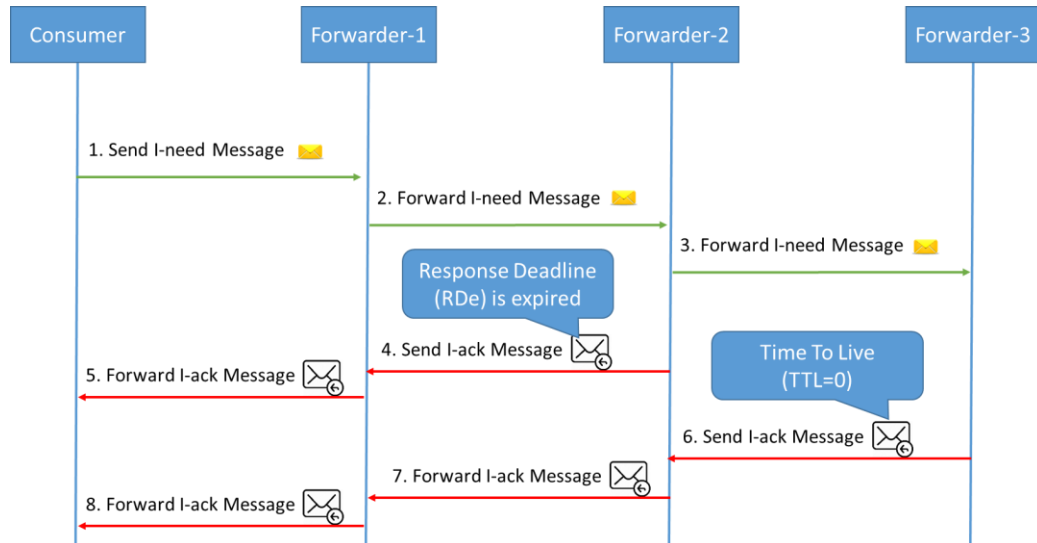 Consumer
Forwarder-1
Forwarder-2
Forwarder-3
1. Send I-need Message
2. Forward I-need Message
3. Forward I-need Message
Response Deadline
(RDe) is expired
4. Send I-ack Message
5. Forward I-ack Message
Time To Live
(TTL=0)
6. Send I-ack Message
7. Forward I-ack Message
8. Forward I-ack Message